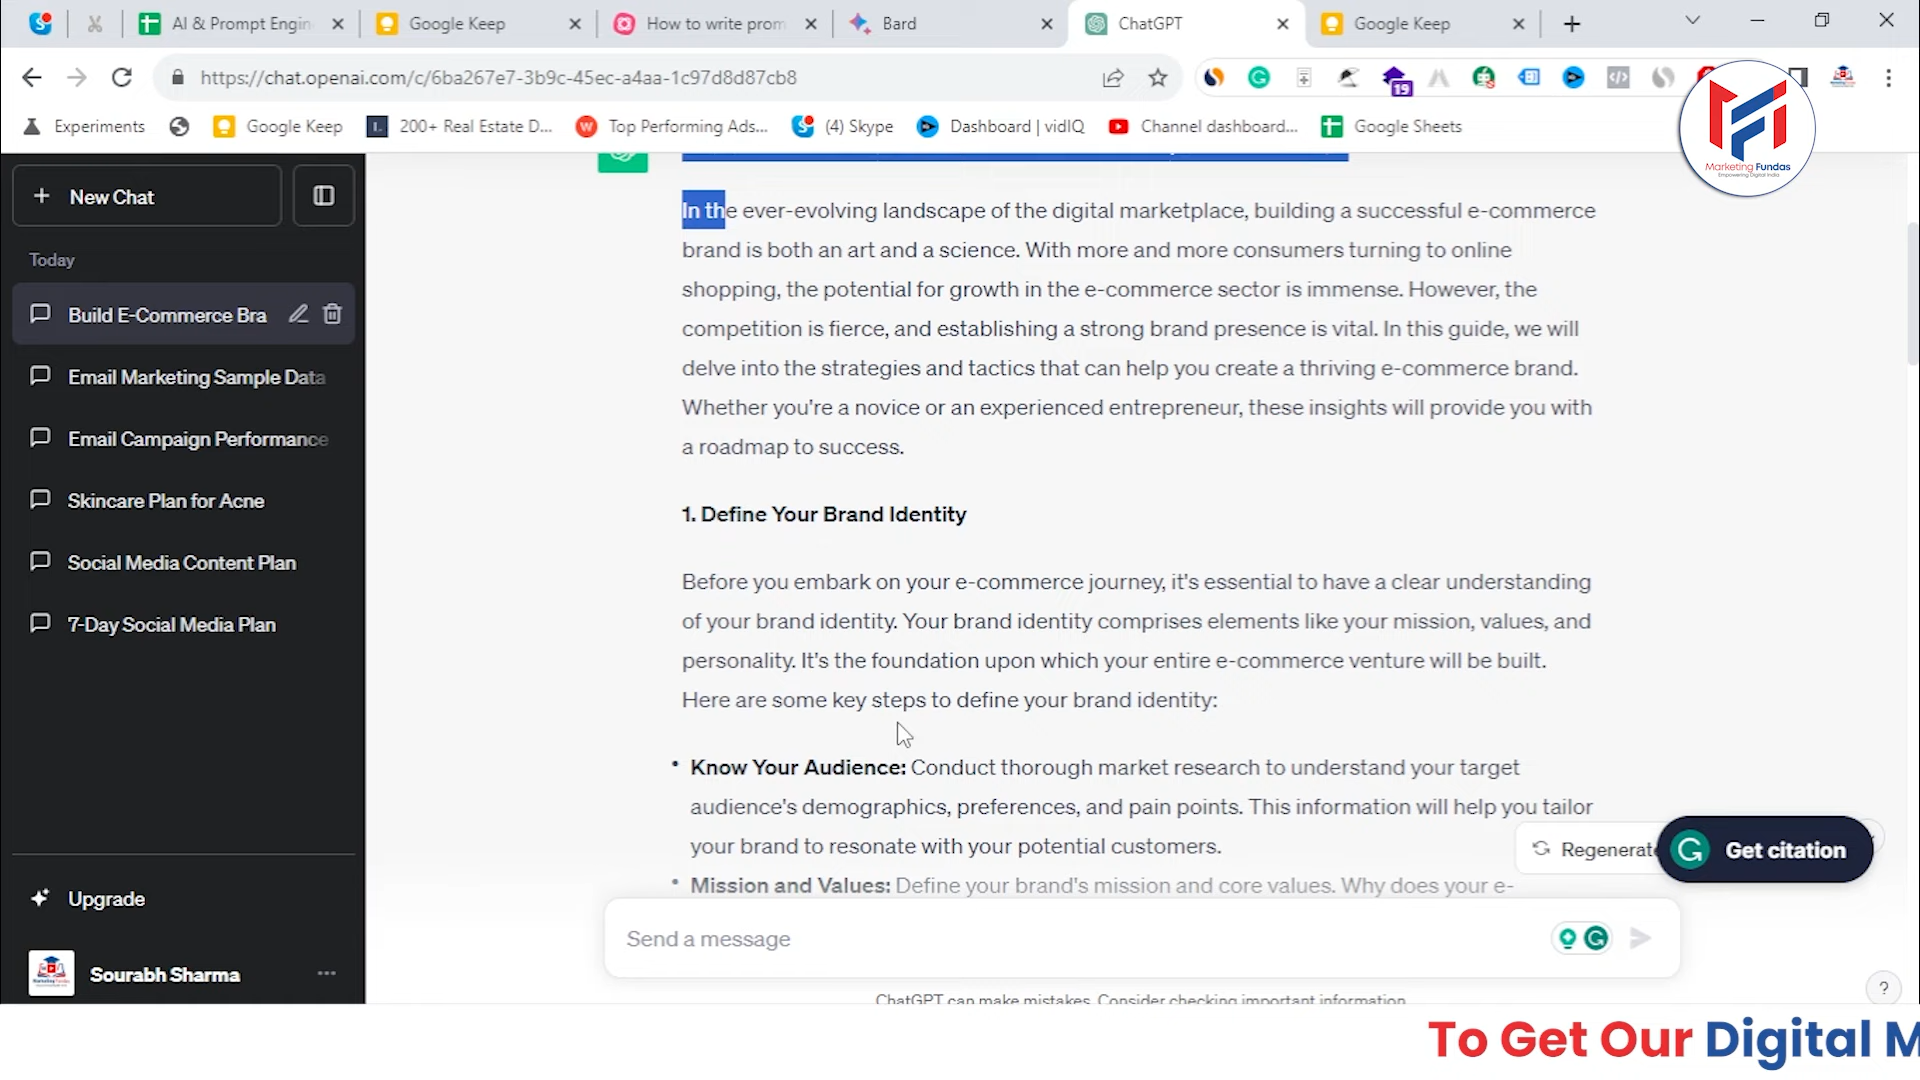 AI & Prompt Engin
Google Keep
How to write prom
Bard
ChatGPT
Google Keep
https://chat.openai.com/c/6ba267e7-3b9c-45ec-a4aa-1c97d8d87cb8
19
Experiments
Google Keep
200+ Real Estate D...
Top Performing Ads...
(4) Skype
Dashboard | vidIQ
Channel dashboard...
Google Sheets
Marketing Fundas
Empowering Digital India
New Chat
Today
Build E-Commerce Bra
Email Marketing Sample Data
Email Campaign Performance
Skincare Plan for Acne
Social Media Content Plan
7-Day Social Media Plan
Upgrade
Sourabh Sharma
In the ever-evolving landscape of the digital marketplace, building a successful e-commerce
brand is both an art and a science. With more and more consumers turning to online
shopping, the potential for growth in the e-commerce sector is immense. However, the
competition is fierce, and establishing a strong brand presence is vital. In this guide, we will
delve into the strategies and tactics that can help you create a thriving e-commerce brand.
Whether you're a novice or an experienced entrepreneur, these insights will provide you with
a roadmap to success.
1. Define Your Brand Identity
Before you embark on your e-commerce journey, it's essential to have a clear understanding
of your brand identity. Your brand identity comprises elements like your mission, values, and
personality. It's the foundation upon which your entire e-commerce venture will be built.
Here are some key steps to define your brand identity:
• Know Your Audience: Conduct thorough market research to understand your target
audience's demographics, preferences, and pain points. This information will help you tailor
your brand to resonate with your potential customers.
• Mission and Values: Define your brand's mission and core values. Why does your e-
Regenerate
Get citation
Send a message
ChatGPT can make mistakes. Consider checking important information.
?
To Get Our Digital M